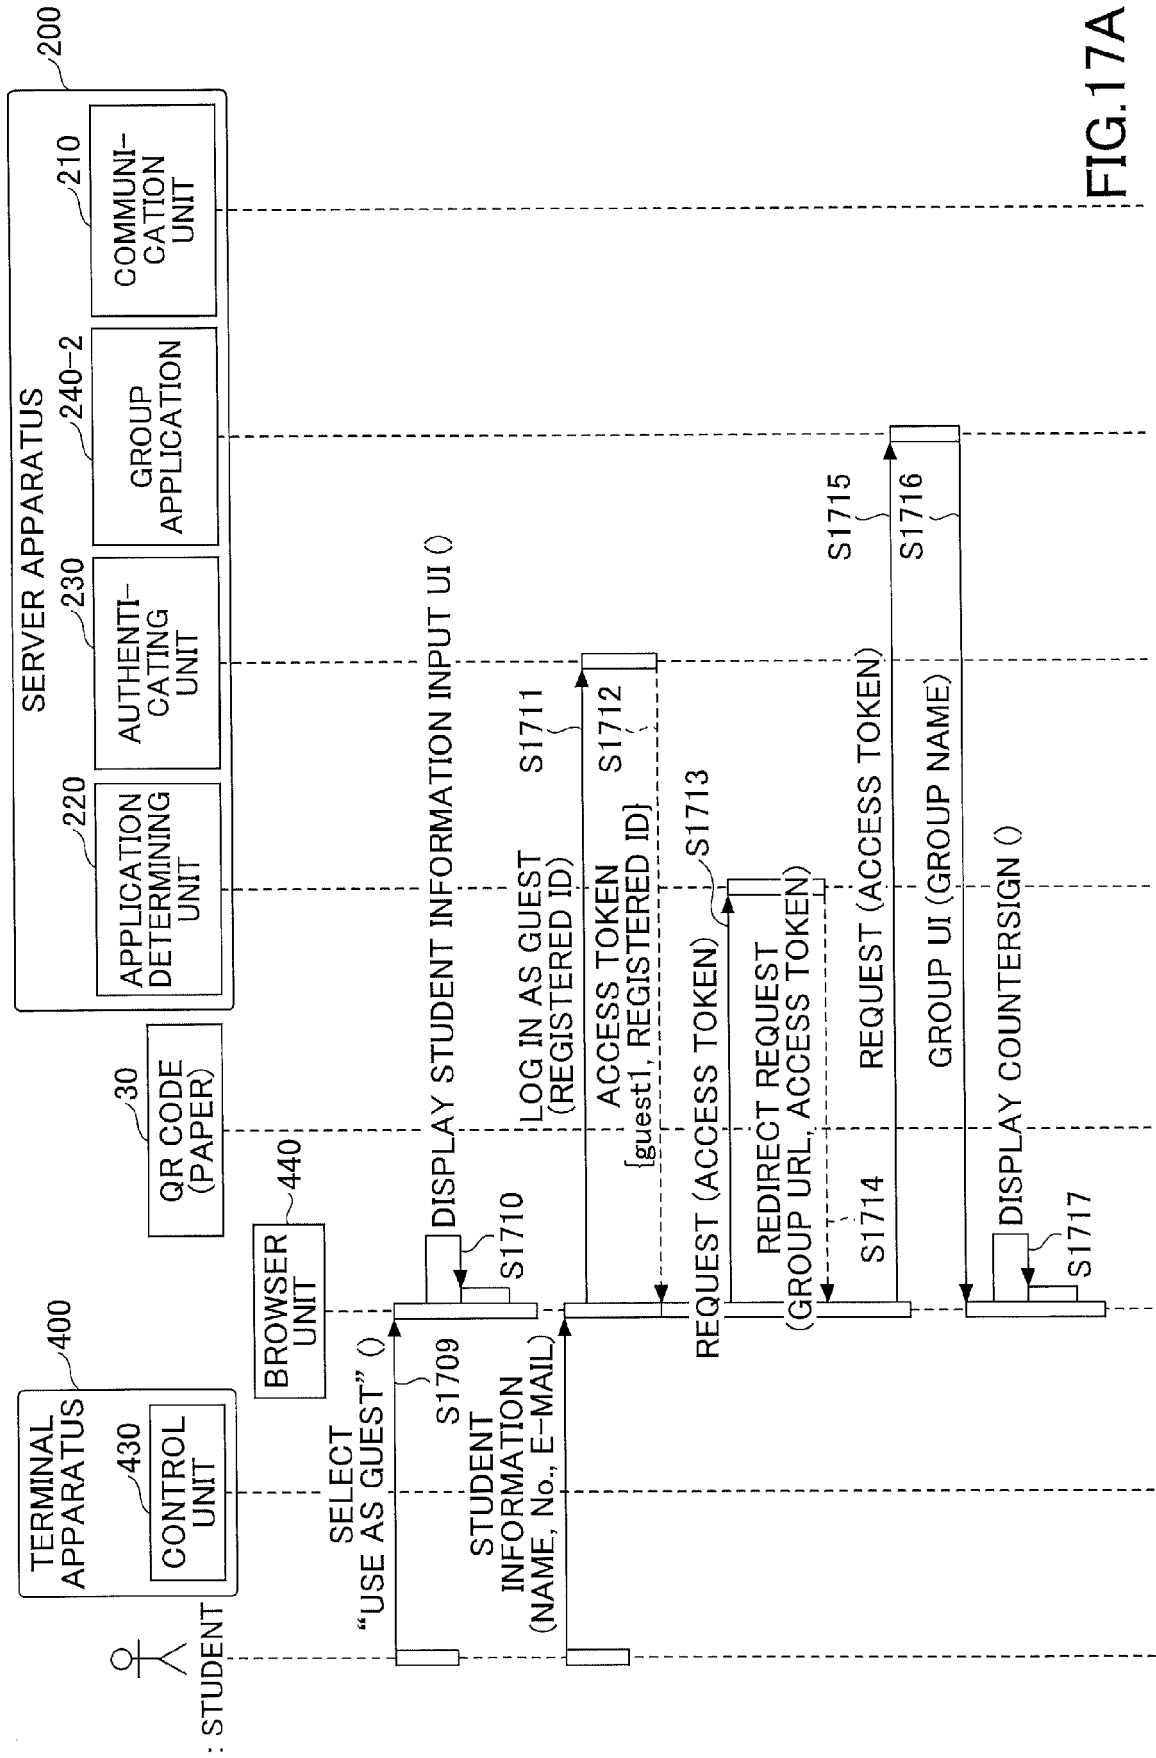 FIG.17A
SERVER APPARATUS
200
TERMINAL
APPARATUS
400
CONTROL
UNIT
430
BROWSER
UNIT
440
QR CODE
(PAPER)
30
APPLICATION
DETERMINING
UNIT
220
AUTHENTI-
CATING
UNIT
230
GROUP
APPLICATION
240-2
COMMUNI-
CATION
UNIT
210
: STUDENT
SELECT
“USE AS GUEST” ()
S1709
DISPLAY STUDENT INFORMATION INPUT UI ()
S1710
STUDENT
INFORMATION
(NAME, No., E-MAIL)
LOG IN AS GUEST
(REGISTERED ID)
S1711
ACCESS TOKEN
{guest1, REGISTERED ID}
S1712
REQUEST (ACCESS TOKEN)
S1713
REDIRECT REQUEST
(GROUP URL, ACCESS TOKEN)
S1714
REQUEST (ACCESS TOKEN)
S1715
GROUP UI (GROUP NAME)
S1716
DISPLAY COUNTERSIGN ()
S1717